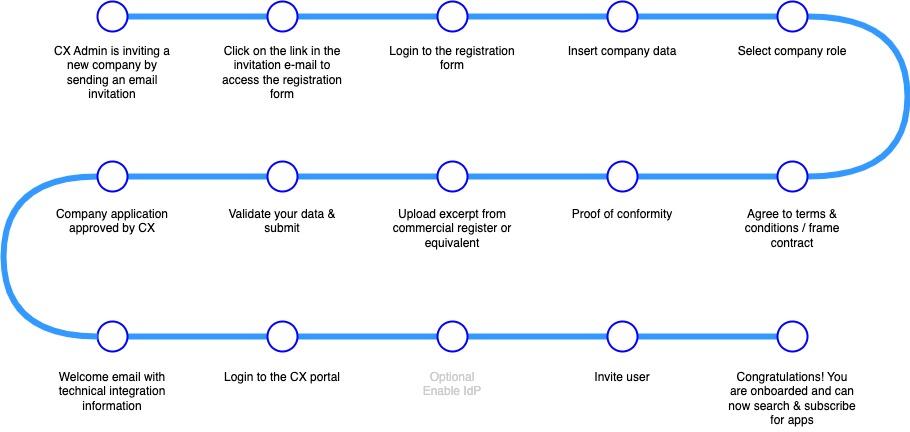 CX Admin is inviting a
new company by
sending an email
invitation
Click on the link in the
invitation e-mail to
access the registration
form
Login to the registration
form
Insert company data
Select company role
Company application
approved by CX
Validate your data &
submit
Upload excerpt from
commercial register or
equivalent
Proof of conformity
Agree to terms &
conditions / frame
contract
Welcome email with
technical integration
information
Login to the CX portal
Optional
Enable IdP
Invite user
Congratulations! You
are onboarded and can
now search & subscribe
for apps